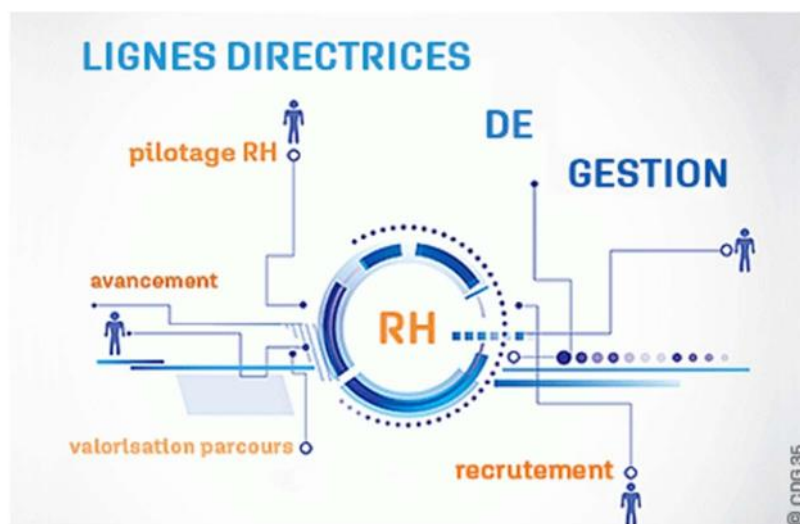 LIGNES DIRECTRICES
DE
GESTION
pilotage RH
avancement
RH
valorisation parcours
recrutement
© CDG 35